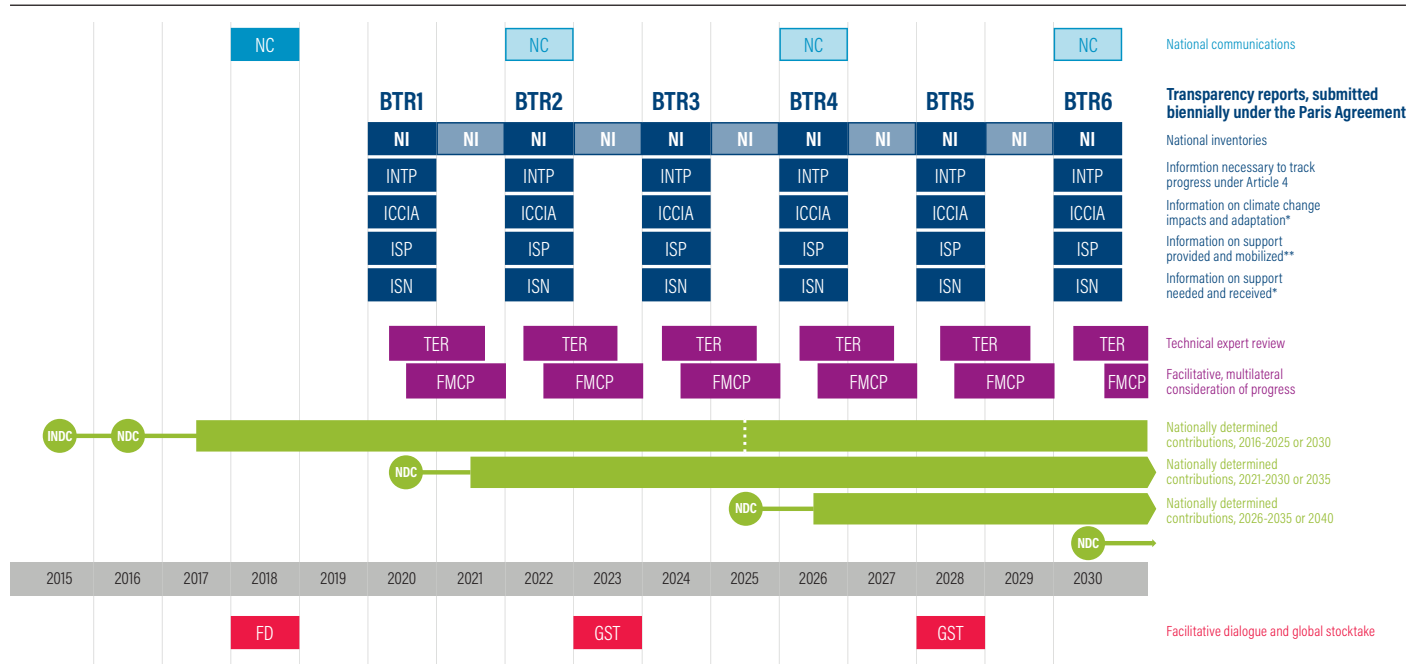 NC NC NC NC National communications
BTR1 BTR2 BTR3 BTR4 BTR5 BTR6 Transparency reports, submitted
biennially under the Paris Agreement
NI NI NI NI NI NI NI NI NI NI NI National inventories
INTP INTP INTP INTP INTP INTP Informtion necessary to track
progress under Article 4
ICCIA ICCIA ICCIA ICCIA ICCIA ICCIA Information on climate change
impacts and adaptation*
ISP ISP ISP ISP ISP ISP Information on support
provided and mobilized**
ISN ISN ISN ISN ISN ISN Information on support
needed and received*
TER TER TER TER TER TER Technical expert review
FMCP FMCP FMCP FMCP FMCP FMCP Facilitative, multilateral
consideration of progress
INDC NDC Nationally determined
contributions, 2016-2025 or 2030
NDC Nationally determined
contributions, 2021-2030 or 2035
NDC Nationally determined
contributions, 2026-2035 or 2040
NDC
2015 2016 2017 2018 2019 2020 2021 2022 2023 2024 2025 2026 2027 2028 2029 2030
FD GST GST Facilitative dialogue and global stocktake